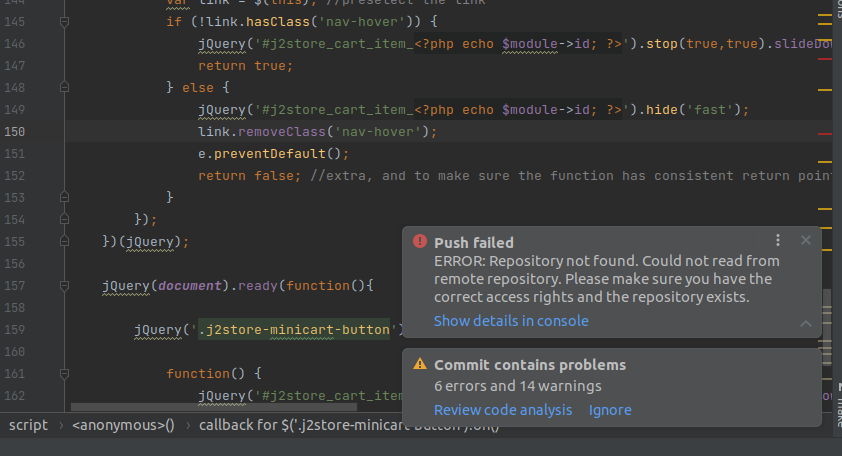 144 var link = $(this); //preselect the link
145 if (!link.hasClass('nav-hover')) {
146 jQuery('#j2store_cart_item_<?php echo $module->id; ?>').stop(true,true).slideDo
147 return true;
148 } else {
149 jQuery('#j2store_cart_item_<?php echo $module->id; ?>').hide('fast');
150 link.removeClass('nav-hover');
151 e.preventDefault();
152 return false; //extra, and to make sure the function has consistent return poin
153 }
154 });
155 })(jQuery);
156
157 jQuery(document).ready(function(){
158
159 jQuery('.j2store-minicart-button')
160
161 function() {
162 jQuery('#j2store_cart_item
Push failed
ERROR: Repository not found. Could not read from
remote repository. Please make sure you have the
correct access rights and the repository exists.
Show details in console
Commit contains problems
6 errors and 14 warnings
Review code analysis Ignore
script › <anonymous>() › callback for $('.j2store-minicart-button').on()
make